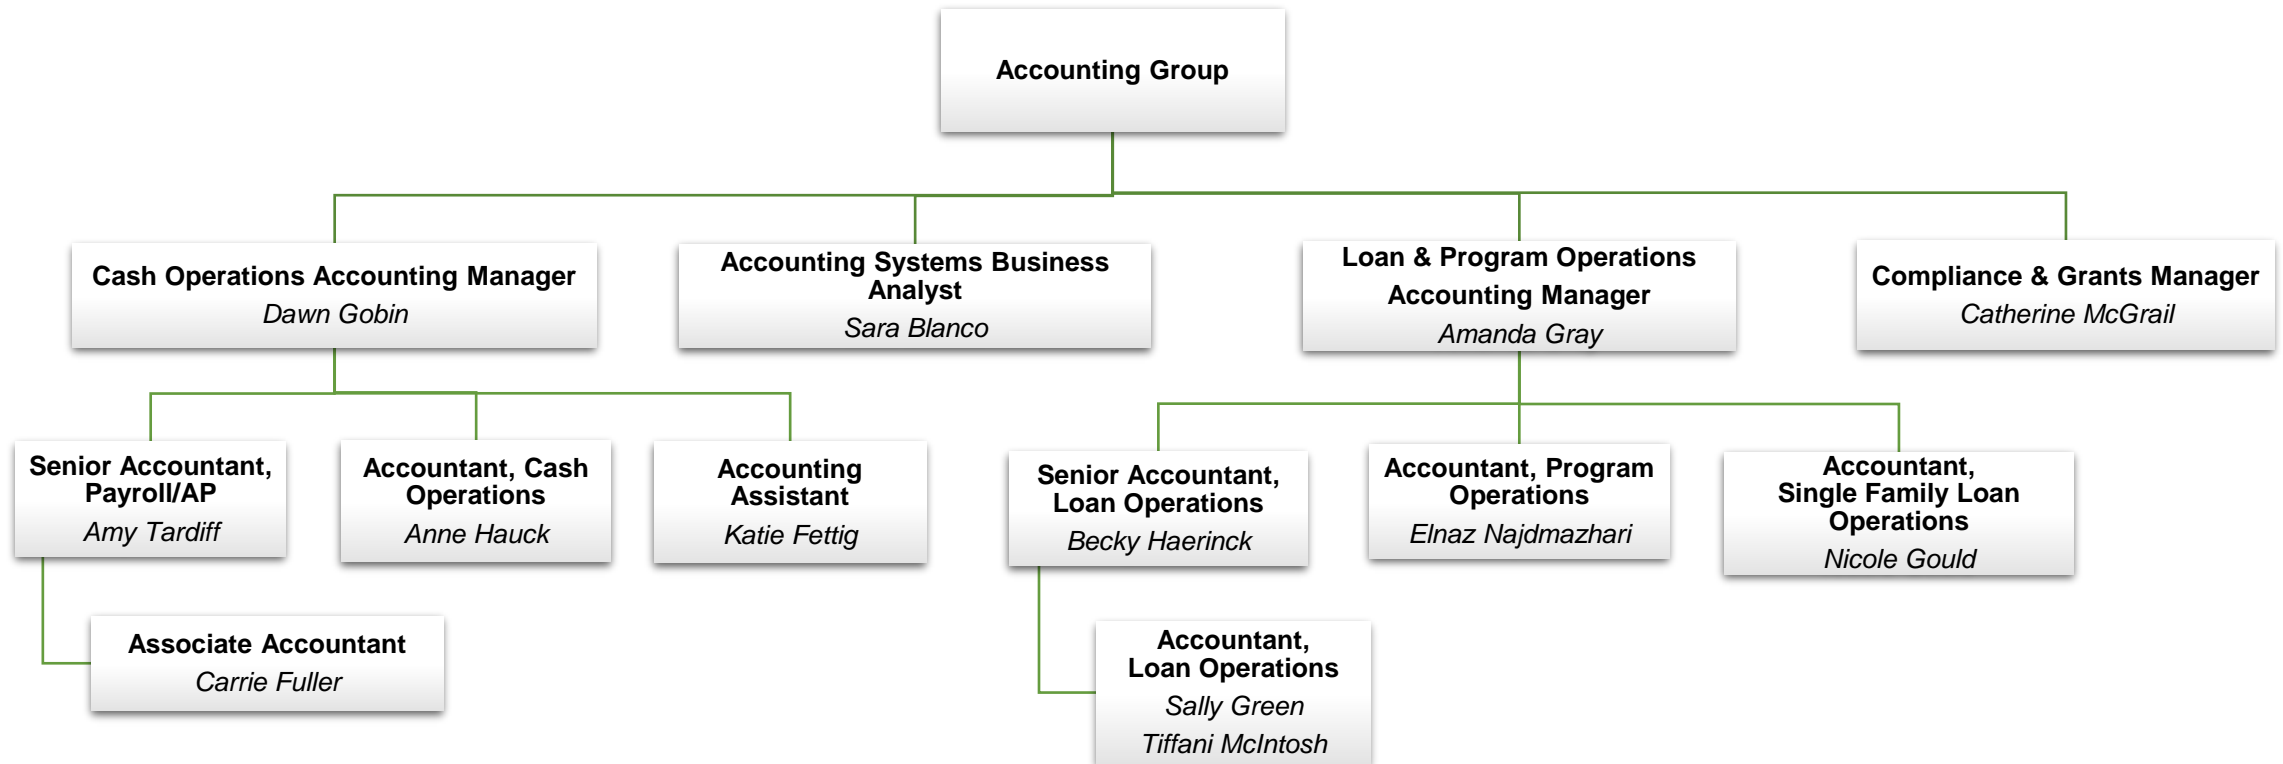 Accounting Group
Cash Operations Accounting Manager
Dawn Gobin
Accounting Systems Business
Analyst
Sara Blanco
Loan & Program Operations
Accounting Manager
Amanda Gray
Compliance & Grants Manager
Catherine McGrail
Senior Accountant,
Payroll/AP
Amy Tardiff
Accountant, Cash
Operations
Anne Hauck
Accounting
Assistant
Katie Fettig
Senior Accountant,
Loan Operations
Becky Haerinck
Accountant, Program
Operations
Elnaz Najdmazhari
Accountant,
Single Family Loan
Operations
Nicole Gould
Associate Accountant
Carrie Fuller
Accountant,
Loan Operations
Sally Green
Tiffani McIntosh